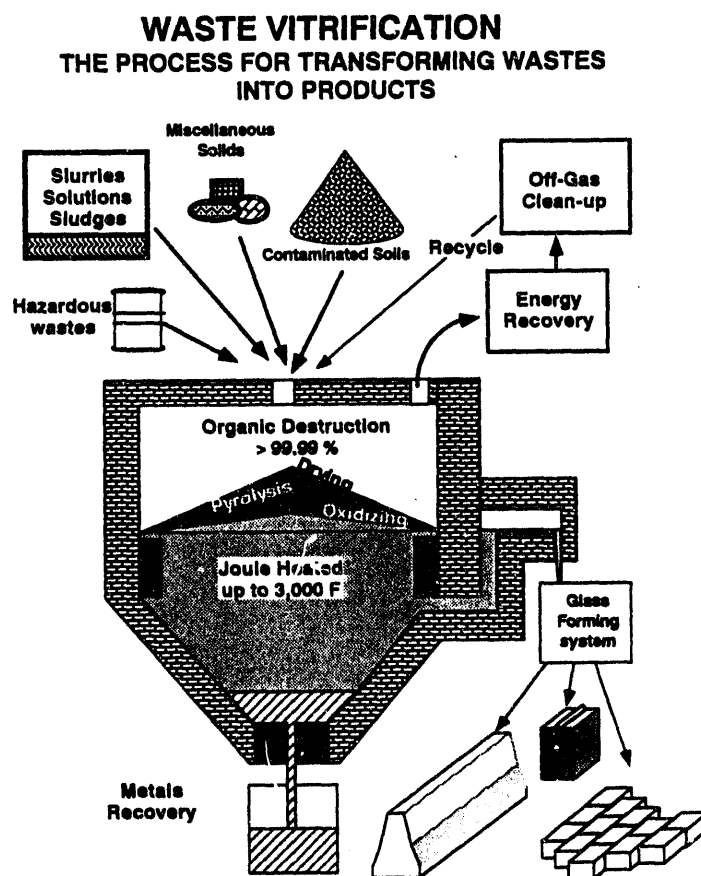 WASTE VITRIFICATION
THE PROCESS FOR TRANSFORMING WASTES
INTO PRODUCTS
Miscellaneous
Solids
Slurries
Solutions
Sludges
Off-Gas
Clean-up
Contaminated Soils
Recycle
Hazardous
wastes
Energy
Recovery
Organic Destruction
> 99.99 %
Drying
Pyrolysis
Oxidizing
Joule Heated
up to 3,000 F
Glass
Forming
system
Metals
Recovery